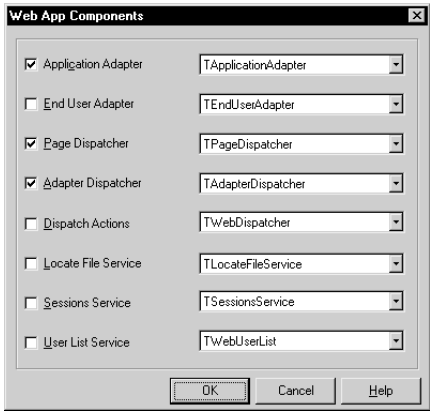 Web App Components
Application Adapter TApplicationAdapter
End User Adapter TEndUserAdapter
Page Dispatcher TPageDispatcher
Adapter Dispatcher TAdapterDispatcher
Dispatch Actions TWebDispatcher
Locate File Service TLocateFileService
Sessions Service TSessionsService
User List Service TWebUserList
OK Cancel Help